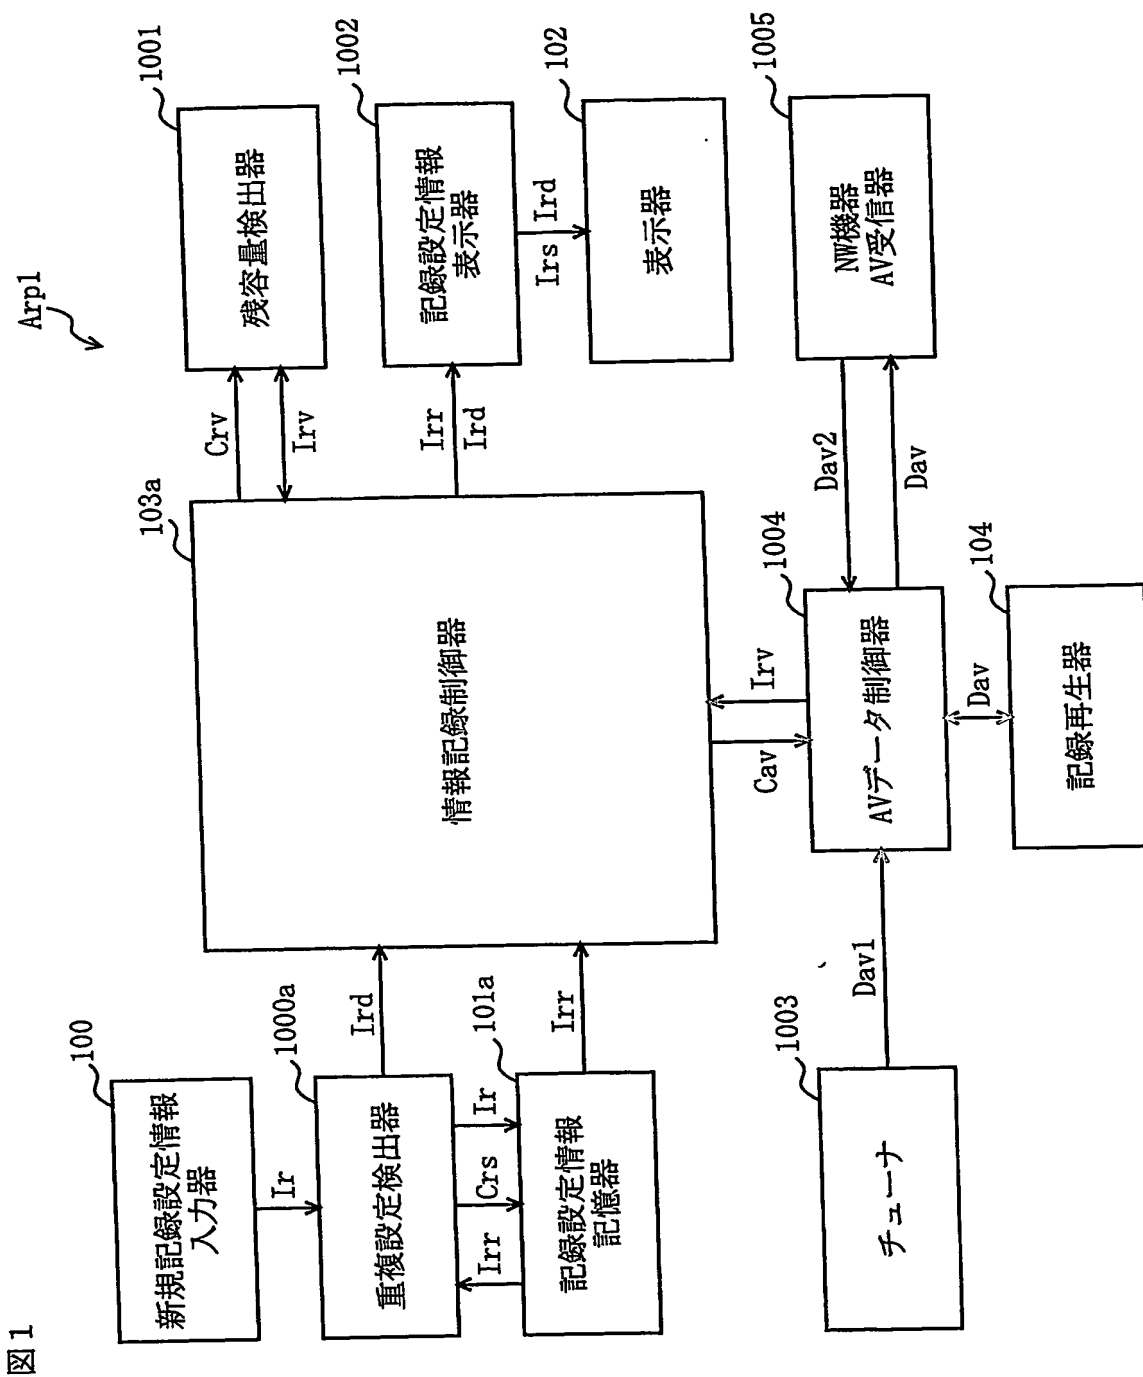 図1
Arp1
100
新規記録設定情報
入力器
Ir
1000a
重複設定検出器
Ird
Irr
Crs
Ir
101a
記録設定情報
記憶器
Irr
103a
情報記録制御器
Crv
Irv
1001
残容量検出器
Irr
Ird
1002
記録設定情報
表示器
Irs
Ird
102
表示器
Cav
Irv
1003
チューナ
Dav1
1004
AVデータ制御器
Dav2
Dav
1005
NW機器
AV受信器
Dav
104
記録再生器